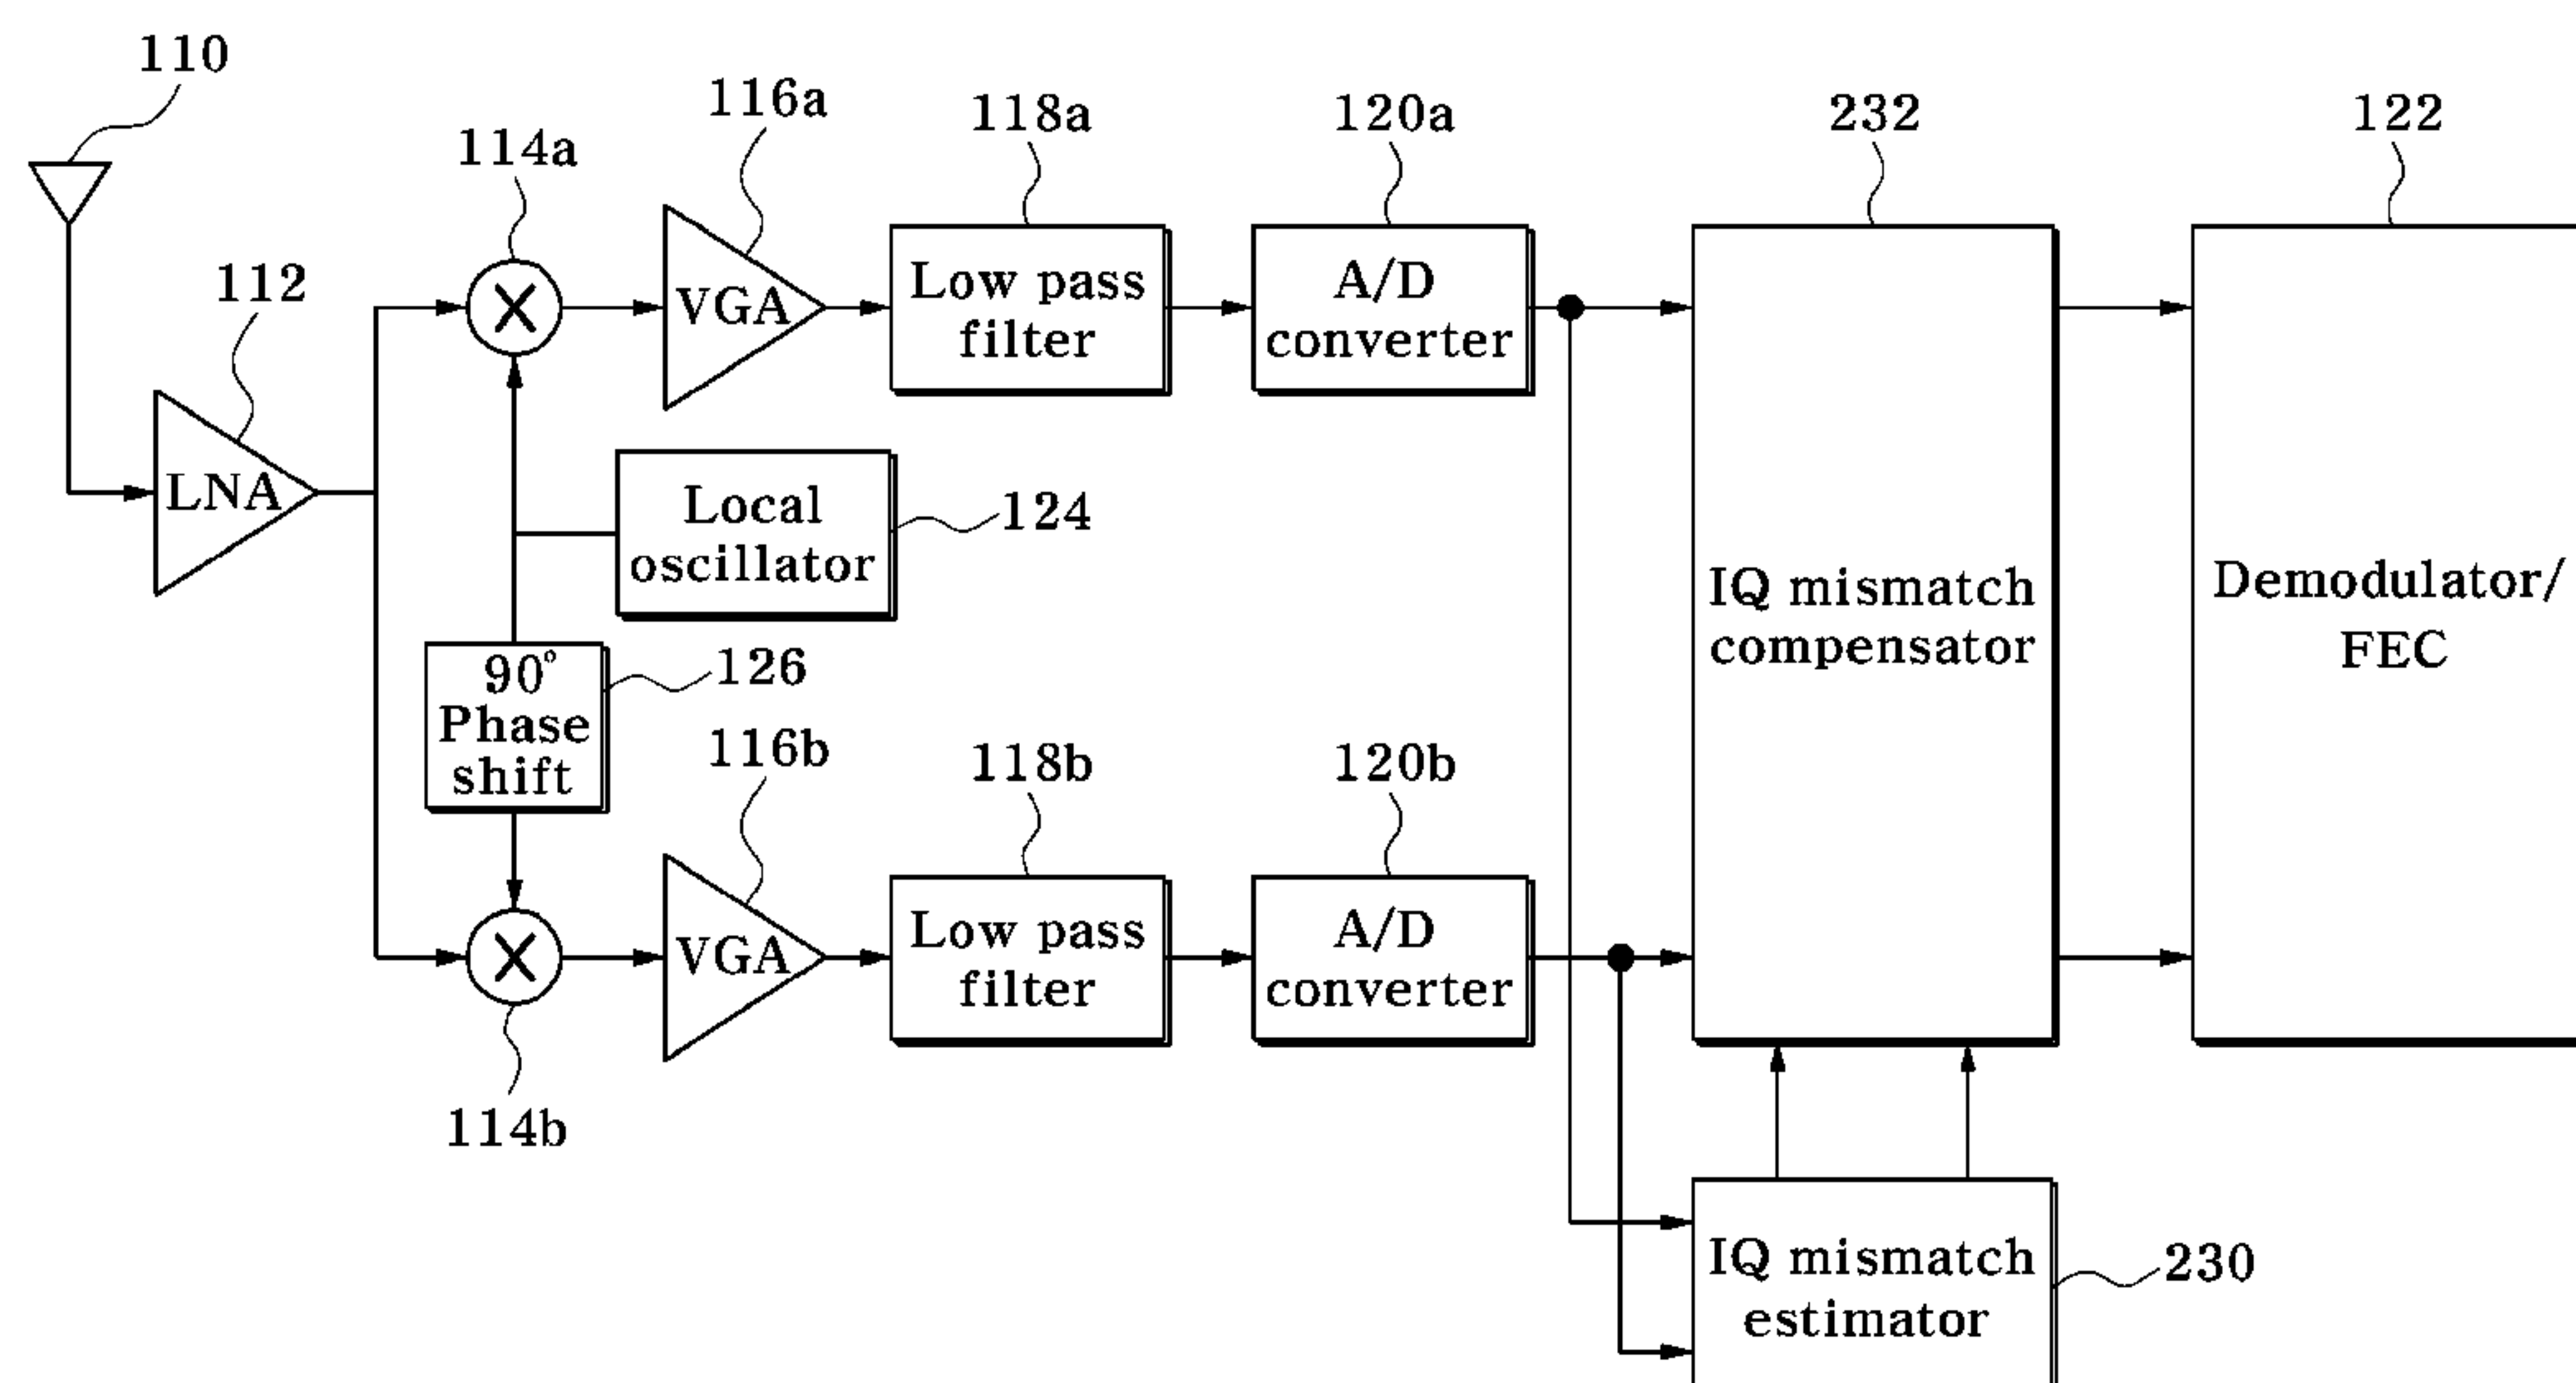 110
116a
118a
120a
232
122
114a
112
VGA
Low pass
filter
A/D
converter
LNA
Local
oscillator
124
IQ mismatch
compensator
Demodulator/
FEC
90°
Phase
shift
126
116b
118b
120b
VGA
Low pass
filter
A/D
converter
114b
IQ mismatch
estimator
230